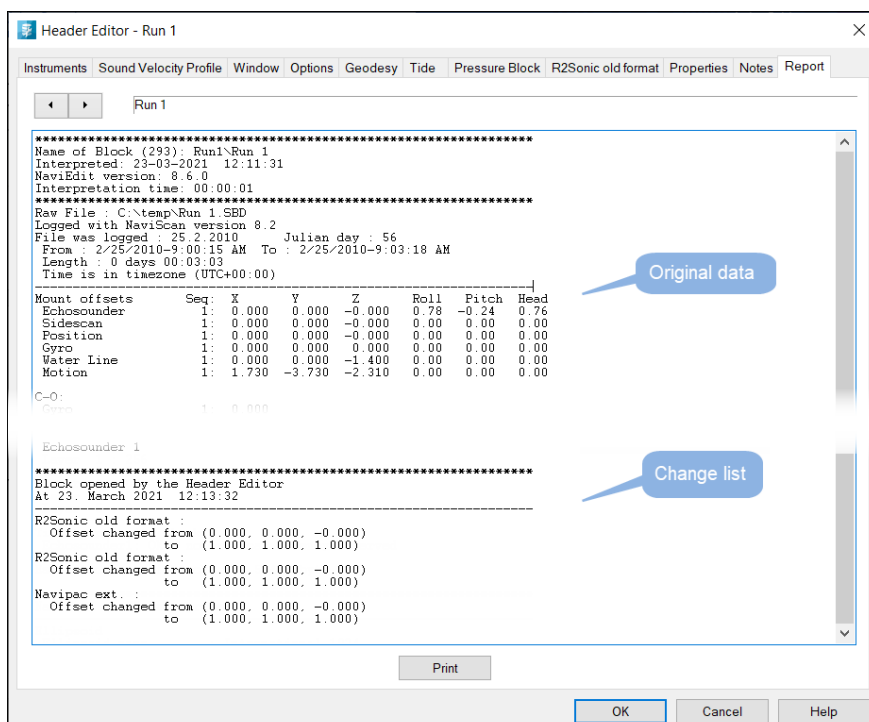 Header Editor - Run 1
Instruments Sound Velocity Profile Window Options Geodesy Tide Pressure Block R2Sonic old format Properties Notes Report
Run 1
**********************************************************************
Name of Block (293): Run1\Run 1
Interpreted: 23-03-2021 12:11:31
NaviEdit version: 8.6.0
Interpretation time: 00:00:01
**********************************************************************
Raw File : C:\temp\Run 1.SBD
Logged with NaviScan version 8.2
File was logged : 25.2.2010 Julian day : 56
From : 2/25/2010-9:00:15 AM To : 2/25/2010-9:03:18 AM
Length : 0 days 00:03:03
Time is in timezone (UTC+00:00)
----------------------------------------------------------------------
Original data
Mount offsets Seq: X Y Z Roll Pitch Head
Echosounder 1: 0.000 0.000 -0.000 0.78 -0.24 0.76
Sidescan 1: 0.000 0.000 -0.000 0.00 0.00 0.00
Position 1: 0.000 0.000 -0.000 0.00 0.00 0.00
Gyro 1: 0.000 0.000 0.000 0.00 0.00 0.00
Water Line 1: 0.000 0.000 -1.400 0.00 0.00 0.00
Motion 1: 1.730 -3.730 -2.310 0.00 0.00 0.00
C-O:
Gyro 1: 0.000
Echosounder 1
**********************************************************************
Change list
Block opened by the Header Editor
At 23. March 2021 12:13:32
----------------------------------------------------------------------
R2Sonic old format :
Offset changed from (0.000, 0.000, -0.000)
to (1.000, 1.000, 1.000)
R2Sonic old format :
Offset changed from (0.000, 0.000, -0.000)
to (1.000, 1.000, 1.000)
Navipac ext. :
Offset changed from (0.000, 0.000, -0.000)
to (1.000, 1.000, 1.000)
Print
OK Cancel Help